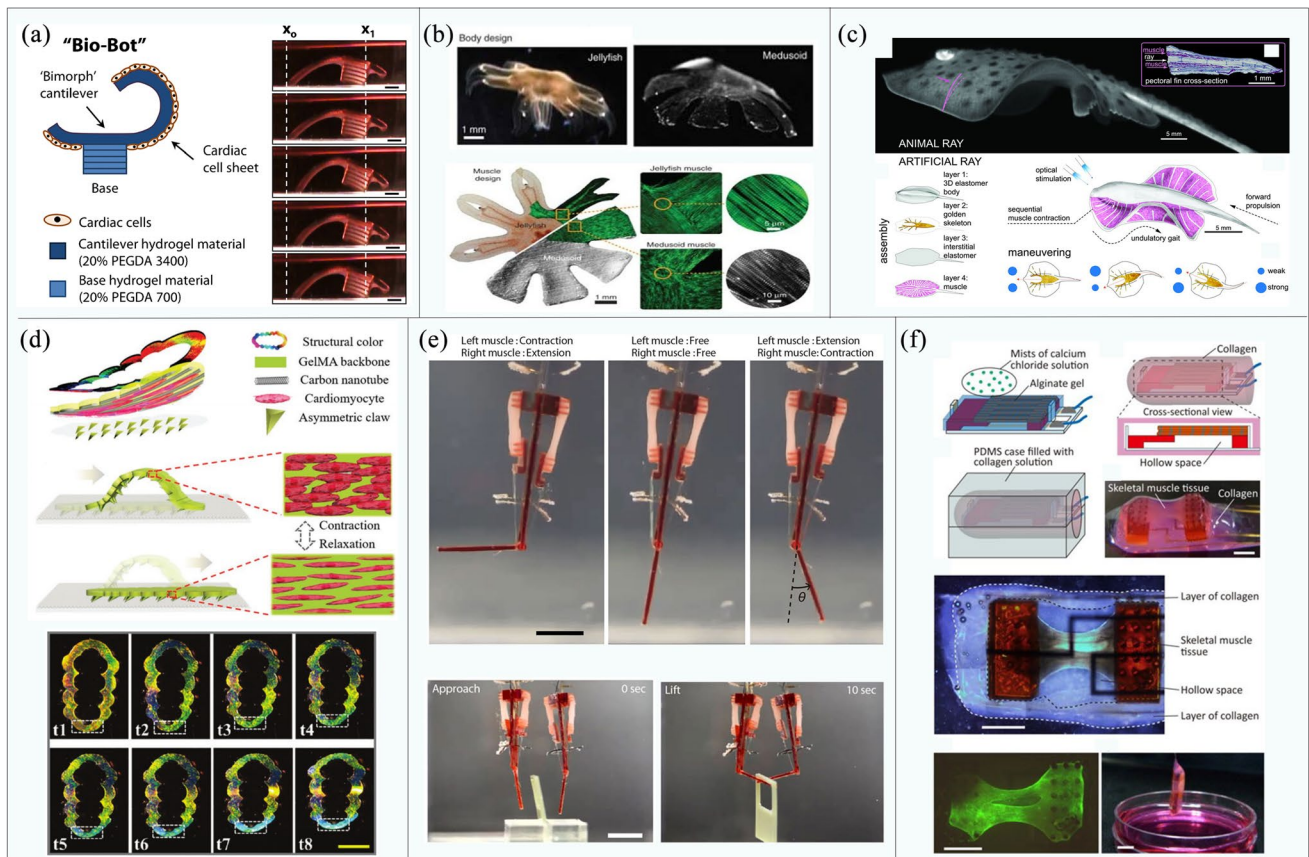 (a)
"Bio-Bot"
'Bimorph'
cantilever
Cardiac
cell sheet
Base
Cardiac cells
Cantilever hydrogel material
(20% PEGDA 3400)
Base hydrogel material
(20% PEGDA 700)
x₀ x₁
(b)
Body design
Jellyfish
1 mm
Medusoid
Muscle
design
Jellyfish
Medusoid
1 mm
Jellyfish muscle
5 µm
Medusoid muscle
10 µm
(c)
muscle
ray
muscle
pectoral fin cross-section
1 mm
5 mm
ANIMAL RAY
ARTIFICIAL RAY
assembly
layer 1:
3D elastomer
body
layer 2:
golden
skeleton
layer 3:
interstitial
elastomer
layer 4:
muscle
optical
stimulation
sequential
muscle contraction
undulatory gait
forward
propulsion
5 mm
maneuvering
weak
strong
(d)
Structural color
GelMA backbone
Carbon nanotube
Cardiomyocyte
Asymmetric claw
Contraction
Relaxation
t1 t2 t3 t4
t5 t6 t7 t8
(e)
Left muscle : Contraction
Right muscle : Extension
Left muscle : Free
Right muscle : Free
Left muscle : Extension
Right muscle: Contraction
θ
Approach 0 sec
Lift 10 sec
(f)
Mists of calcium
chloride solution
Alginate gel
Collagen
Cross-sectional view
Hollow space
PDMS case filled with
collagen solution
Skeletal muscle tissue
Collagen
Layer of collagen
Skeletal muscle
tissue
Hollow space
Layer of collagen